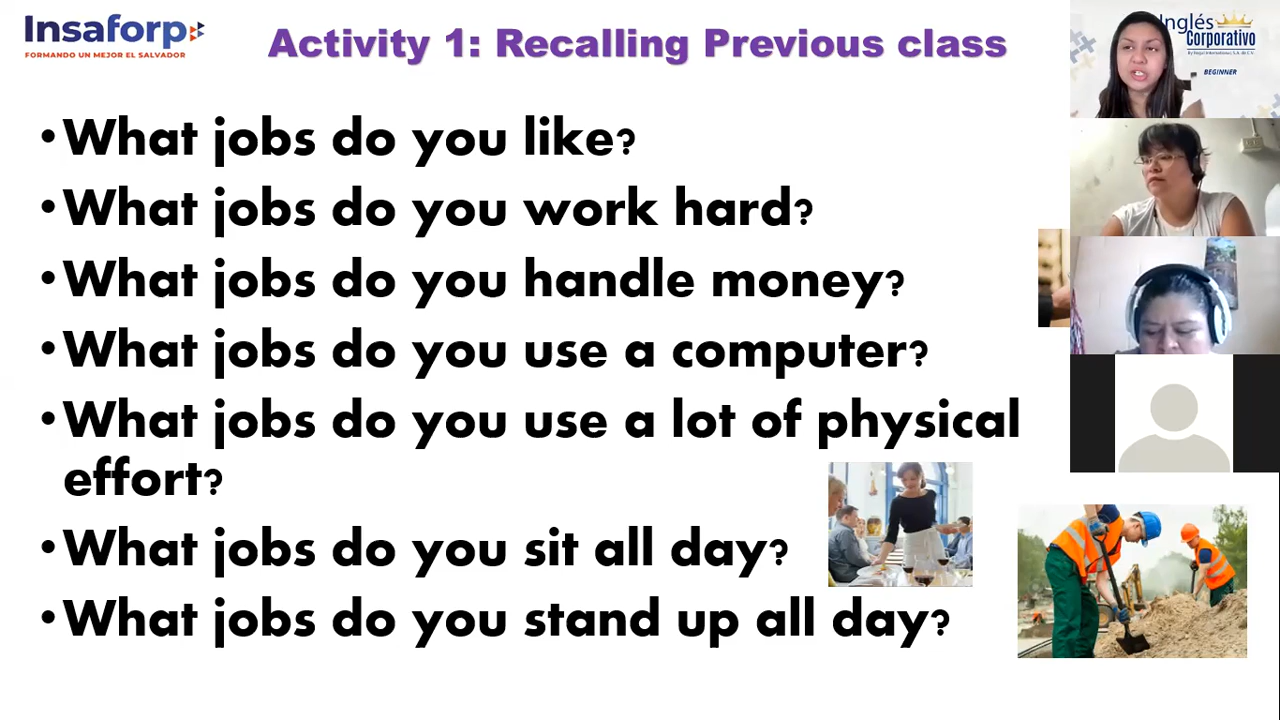 Insaforp
FORMANDO UN MEJOR EL SALVADOR
Activity 1: Recalling Previous class
•What jobs do you like?
•What jobs do you work hard?
•What jobs do you handle money?
•What jobs do you use a computer?
•What jobs do you use a lot of physical
effort?
•What jobs do you sit all day?
•What jobs do you stand up all day?
Inglés
Corporativo
BEGINNER